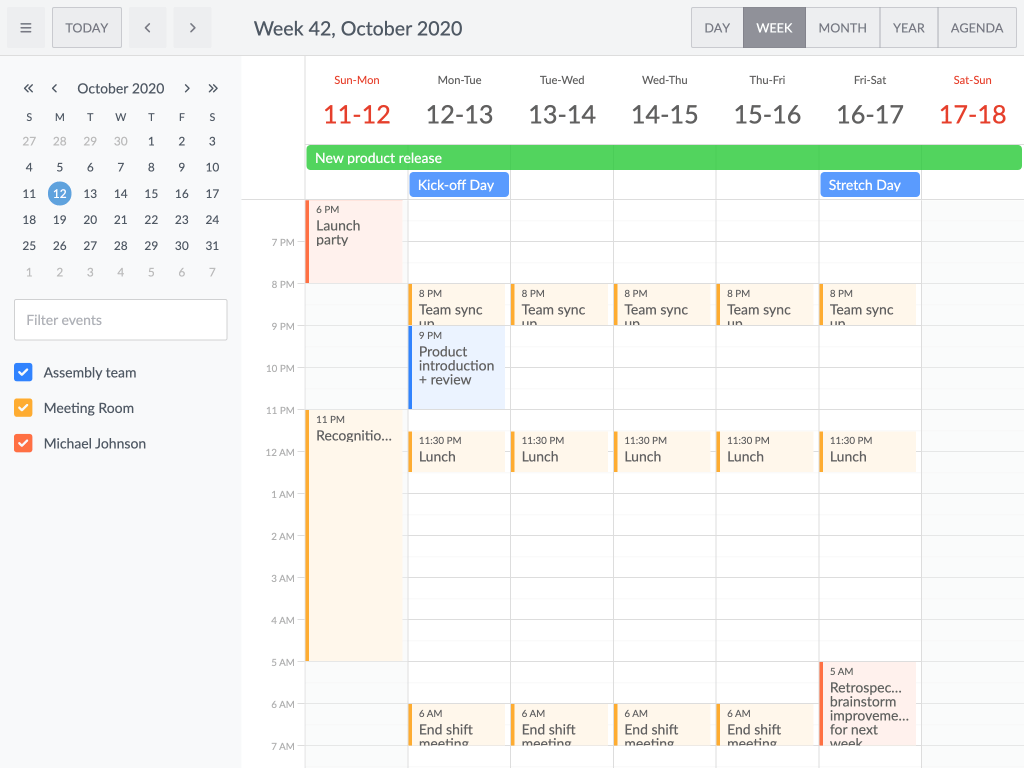 TODAY
Week 42, October 2020
DAY WEEK MONTH YEAR AGENDA
October 2020
S M T W T F S
27 28 29 30 1 2 3
4 5 6 7 8 9 10
11 12 13 14 15 16 17
18 19 20 21 22 23 24
25 26 27 28 29 30 31
1 2 3 4 5 6 7
Filter events
Assembly team
Meeting Room
Michael Johnson
Sun-Mon Mon-Tue Tue-Wed Wed-Thu Thu-Fri Fri-Sat Sat-Sun
11-12 12-13 13-14 14-15 15-16 16-17 17-18
New product release
Kick-off Day Stretch Day
6 PM
Launch
party
7 PM
8 PM
8 PM 8 PM 8 PM 8 PM 8 PM
Team sync Team sync Team sync Team sync Team sync
up up up up up
9 PM
9 PM
Product
introduction
+ review
10 PM
11 PM
11 PM
Recognitio...
11:30 PM 11:30 PM 11:30 PM 11:30 PM 11:30 PM
12 AM
Lunch Lunch Lunch Lunch Lunch
1 AM
2 AM
3 AM
4 AM
5 AM
5 AM
Retrospec...
brainstorm
improveme...
for next
week
6 AM
6 AM 6 AM 6 AM 6 AM
End shift End shift End shift End shift
meeting meeting meeting meeting
7 AM